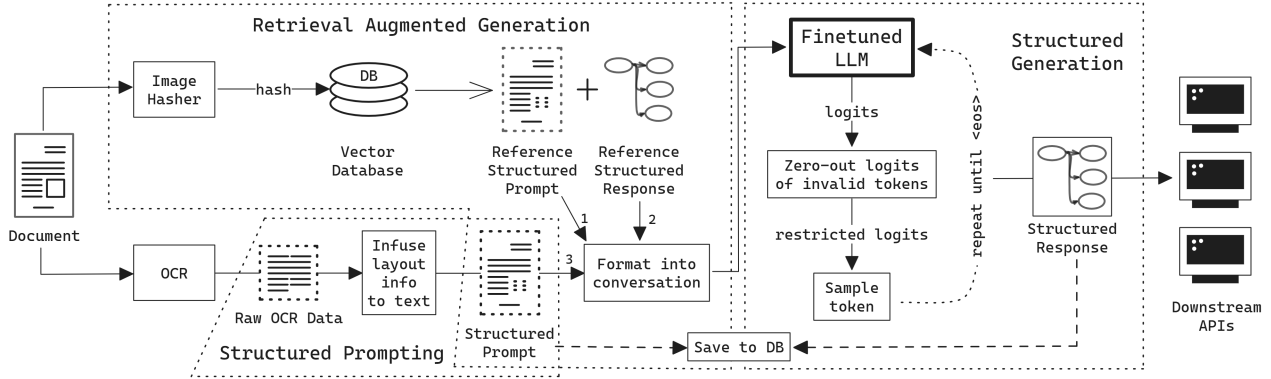 Retrieval Augmented Generation
Image
Hasher
hash
DB
Vector
Database
Reference
Structured
Prompt
Reference
Structured
Response
1
2
3
Document
OCR
Raw OCR Data
Infuse
layout
info
to text
Structured Prompting
Structured
Prompt
Format into
conversation
Save to DB
Finetuned
LLM
logits
Zero-out logits
of invalid tokens
restricted logits
Sample
token
repeat until <eos>
Structured
Generation
Structured
Response
Downstream
APIs